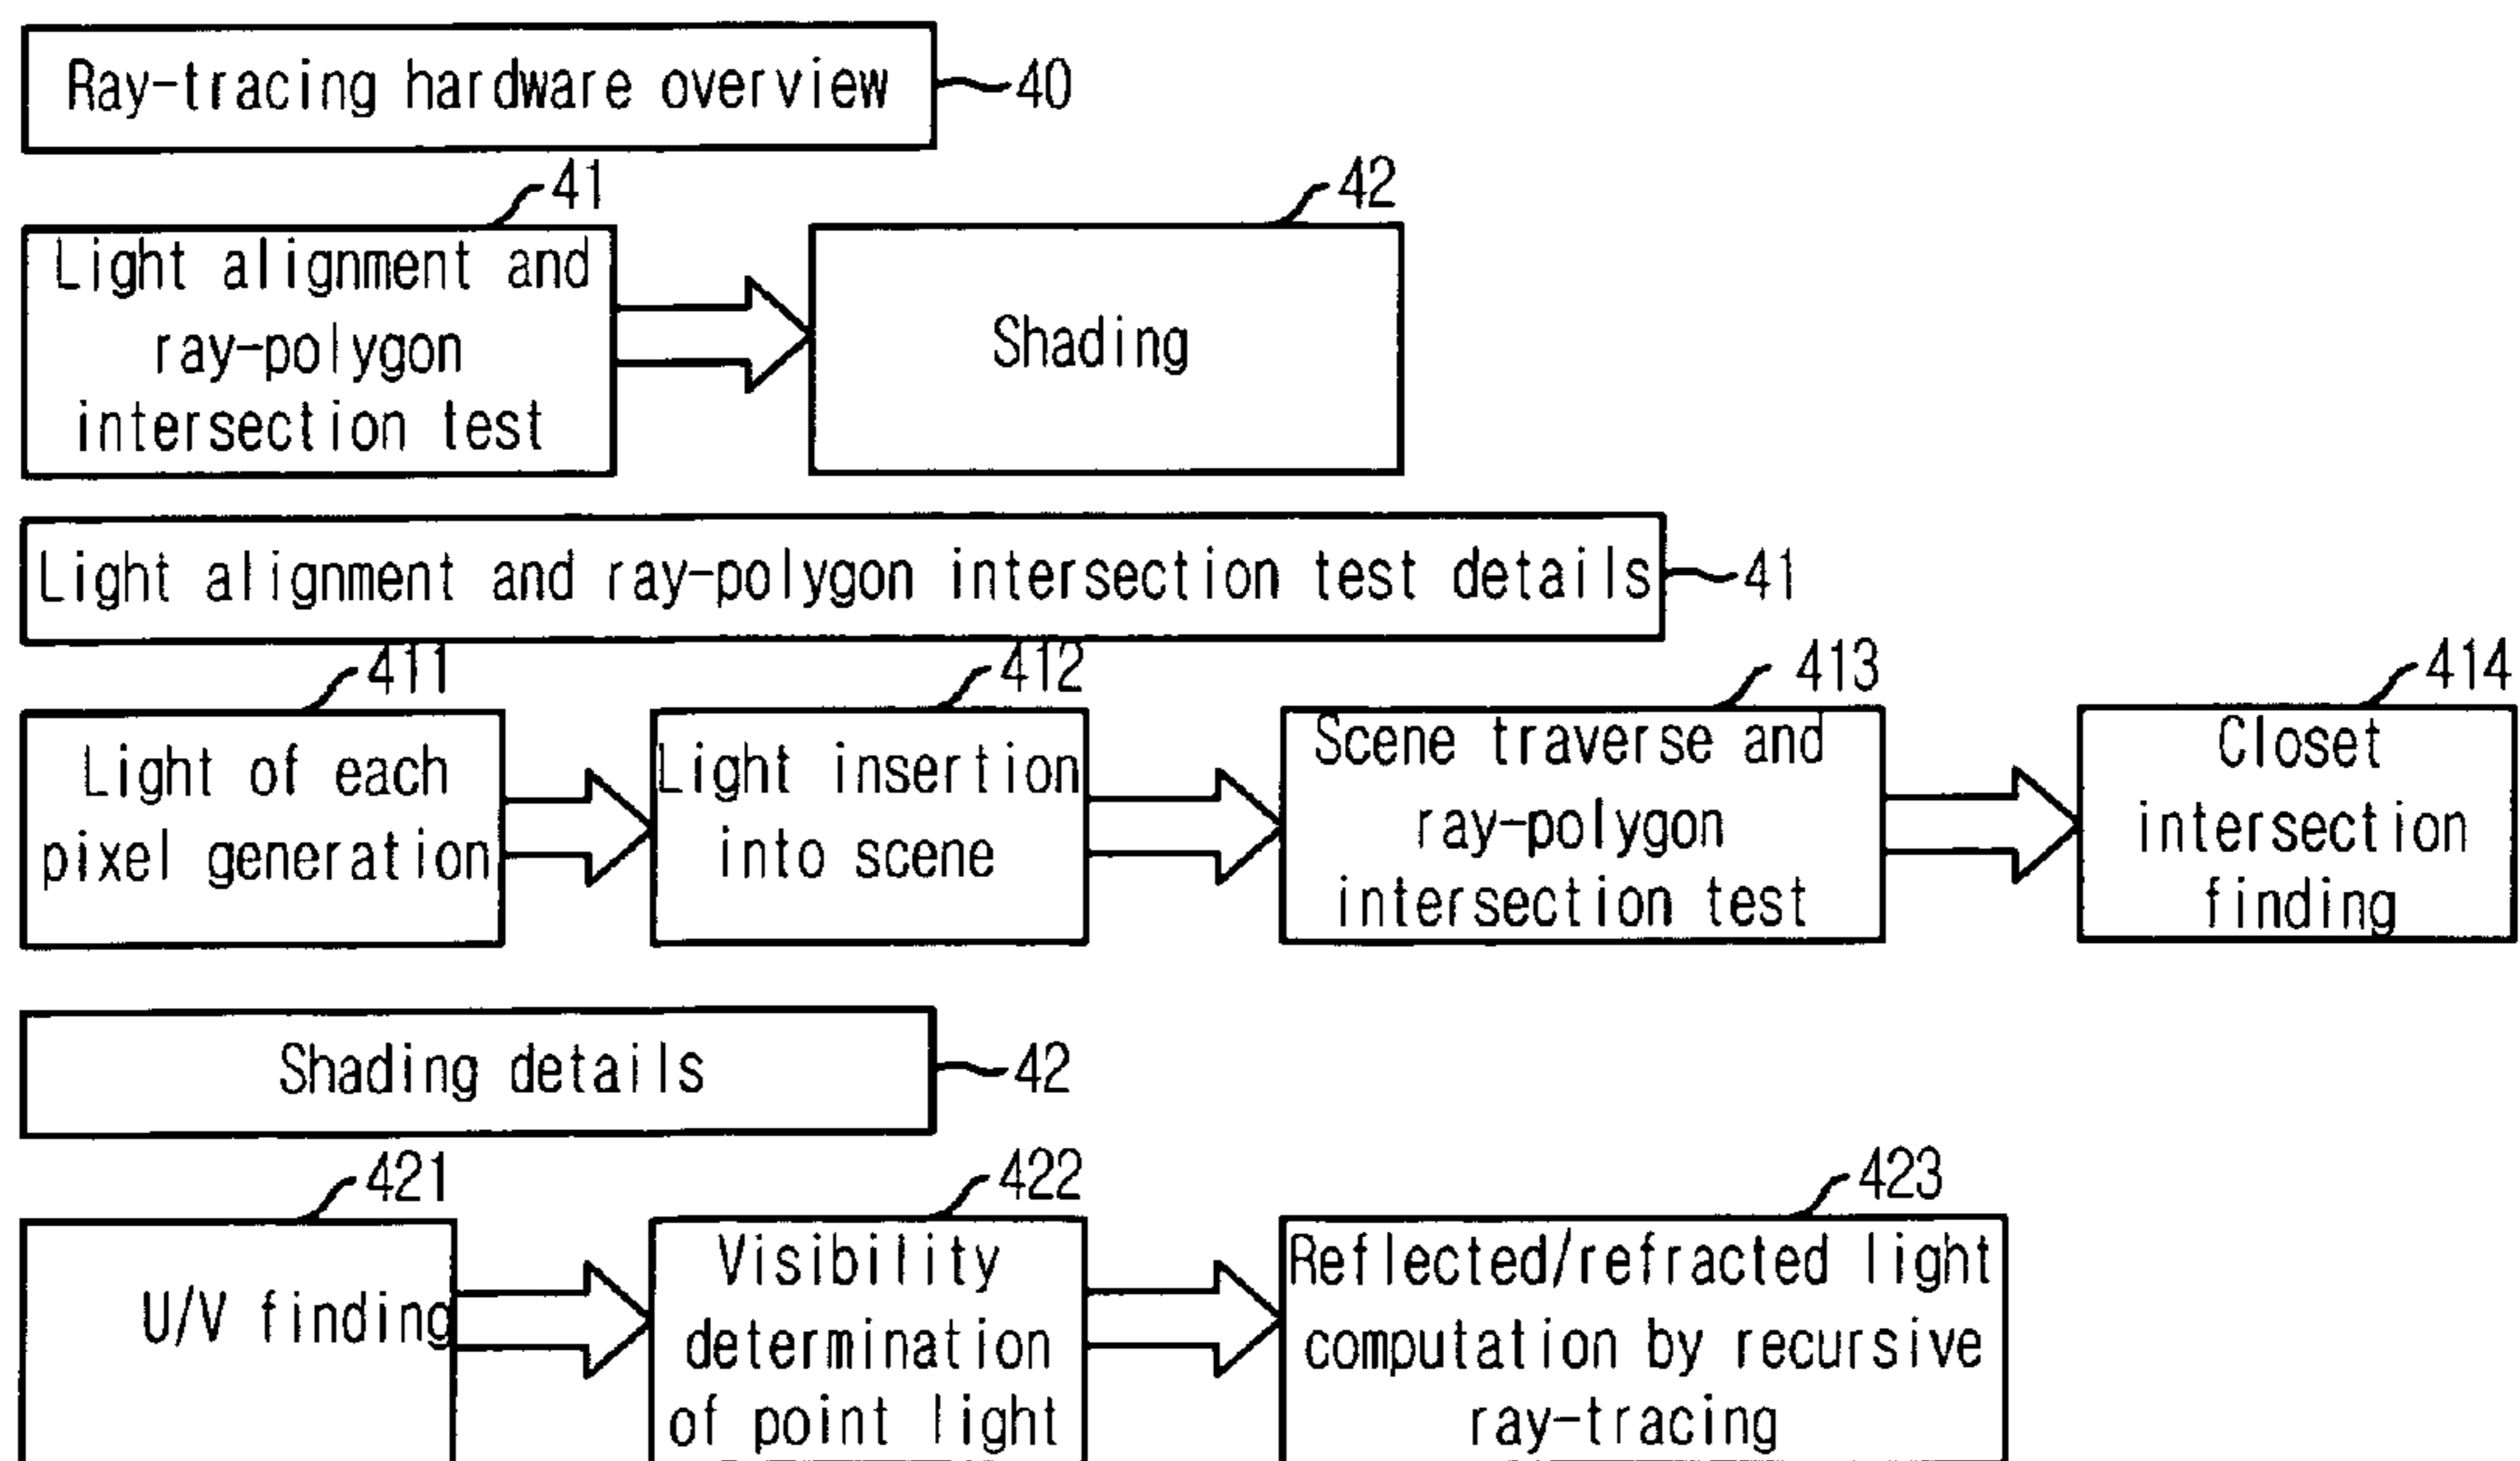 Ray-tracing hardware overview
40
41
42
Light alignment and
ray-polygon
intersection test
Shading
Light alignment and ray-polygon intersection test details
41
411
412
413
414
Light of each
pixel generation
Light insertion
into scene
Scene traverse and
ray-polygon
intersection test
Closet
intersection
finding
Shading details
42
421
422
423
U/V finding
Visibility
determination
of point light
Reflected/refracted light
computation by recursive
ray-tracing